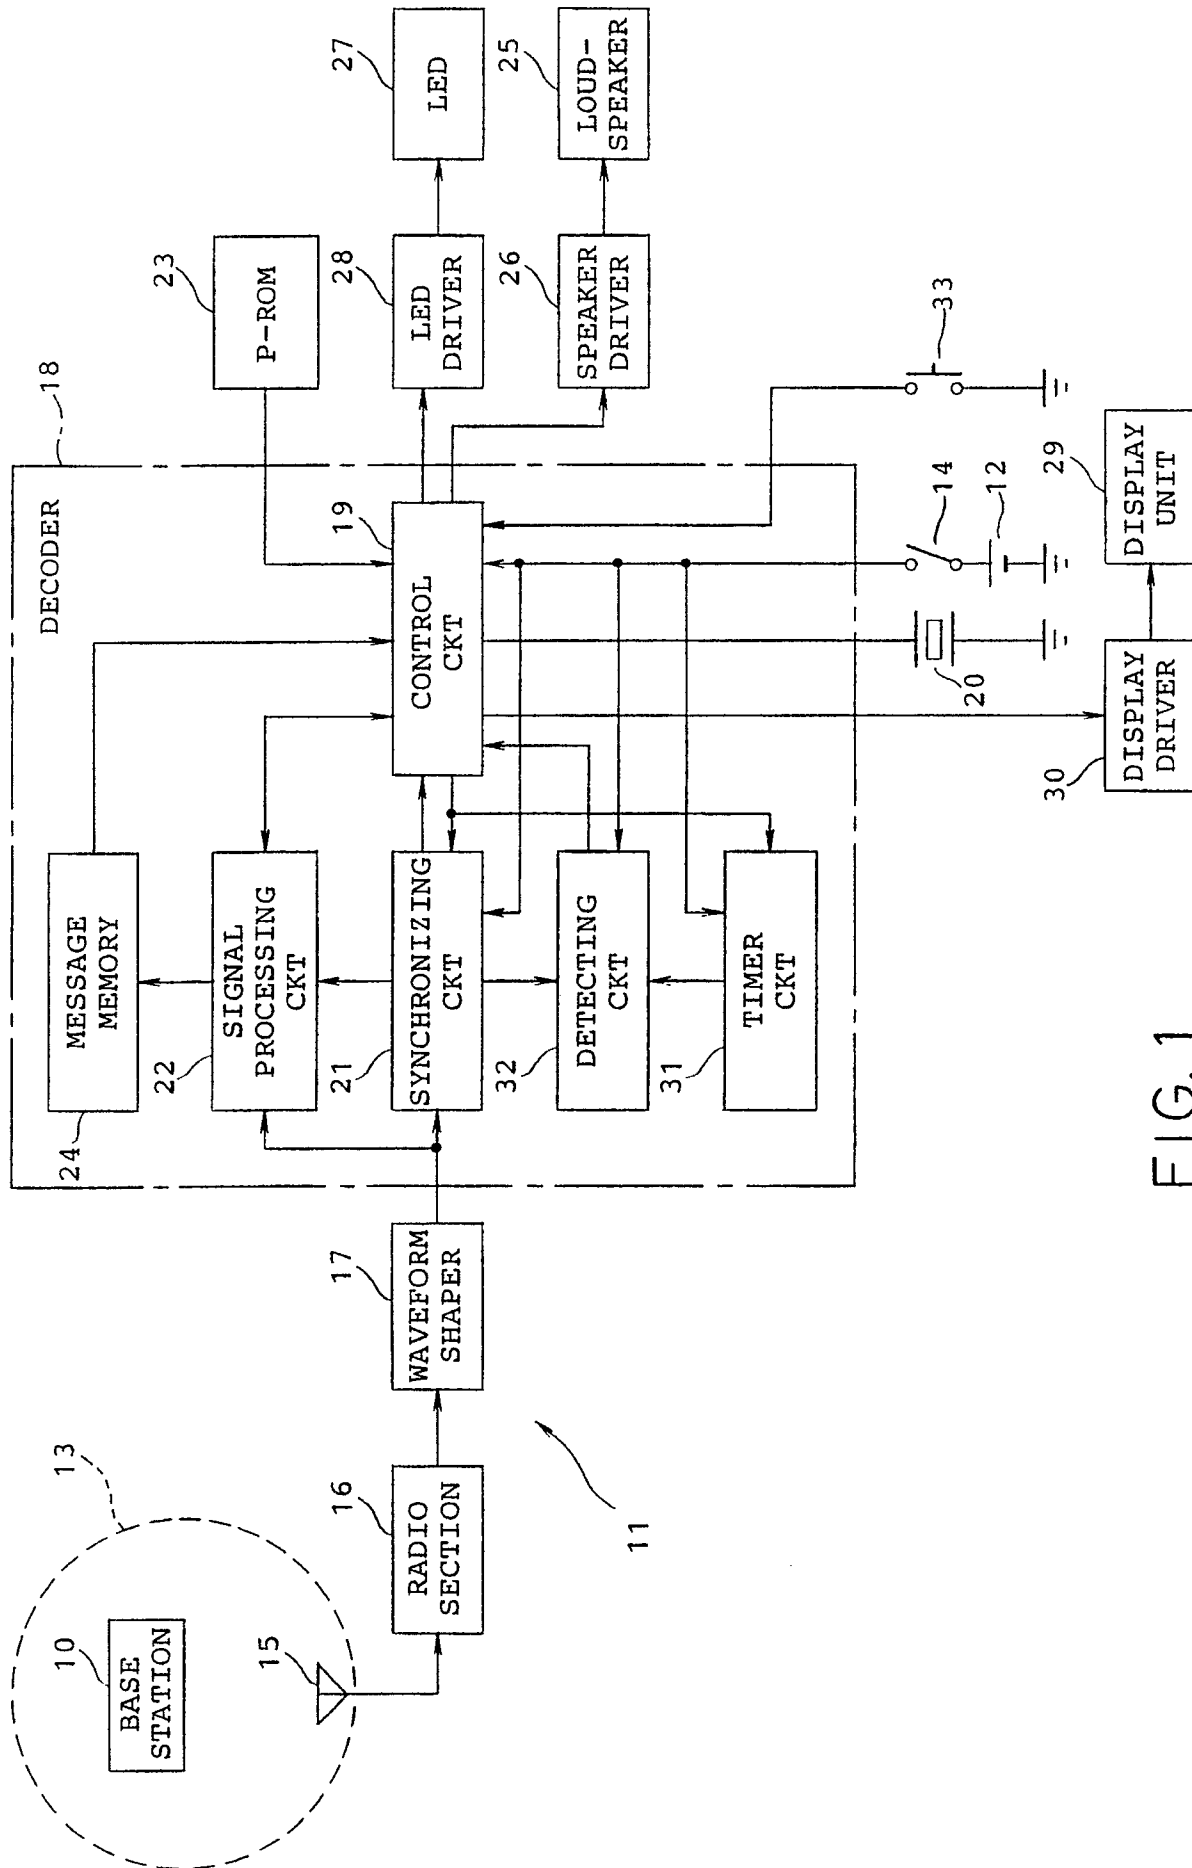 13
10
BASE
STATION
15
16
RADIO
SECTION
11
17
WAVEFORM
SHAPER
18
DECODER
24
MESSAGE
MEMORY
22
SIGNAL
PROCESSING
CKT
21
SYNCHRONIZING
CKT
32
DETECTING
CKT
31
TIMER
CKT
19
CONTROL
CKT
23
P-ROM
28
LED
DRIVER
27
LED
26
SPEAKER
DRIVER
25
LOUD-
SPEAKER
33
14
12
20
30
DISPLAY
DRIVER
29
DISPLAY
UNIT
FIG. 1